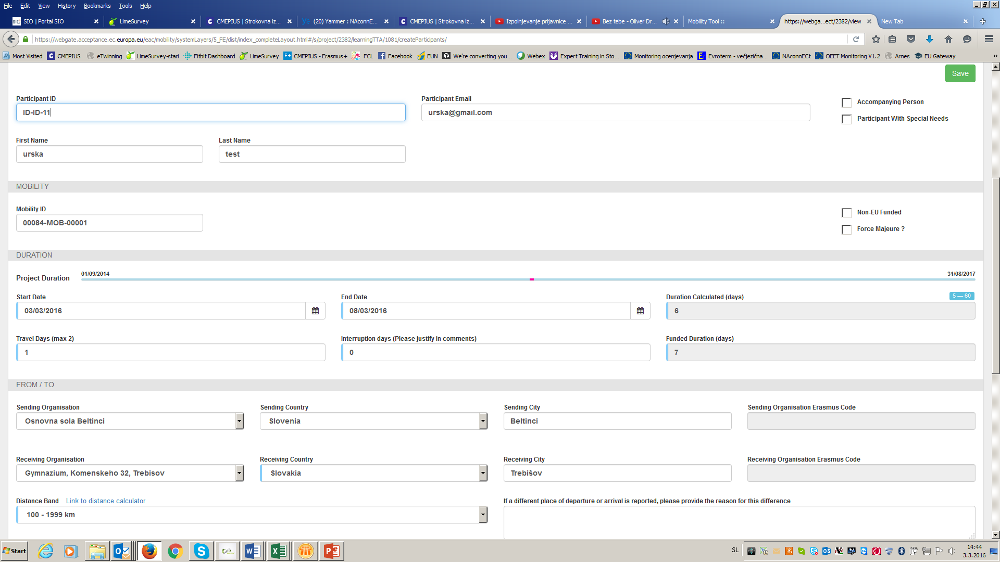 File Edit View History Bookmarks Tools Help
SIO | Portal SIO
LimeSurvey
CMEPIUS | Strokovna iz...
(20) Yammer : NAconnE...
CMEPIUS | Strokovna iz...
Izpolnjevanje prijavnice ...
Bez tebe - Oliver Dr...
Mobility Tool ::
https://webga...ect/2382/view
New Tab
https://webgate.acceptance.ec.europa.eu/eac/mobility/systemLayers/5_FE/dist/index_completeLayout.html#/s/project/2382/learningTTA/1081/createParticipants/
Most Visited CMEPIUS eTwinning LimeSurvey-stari Fitbit Dashboard LimeSurvey CMEPIUS - Erasmus+ FCL Facebook EUN We're converting you... Webex Expert Training in Sto... Monitoring ocenjevanja Evroterm - večjezična... NAconnECt OEET Monitoring V1.2 Arnes EU Gateway
Save
Participant ID
ID-ID-11
Participant Email
urska@gmail.com
Accompanying Person
Participant With Special Needs
First Name
urska
Last Name
test
MOBILITY
Mobility ID
00084-MOB-00001
Non-EU Funded
Force Majeure ?
DURATION
Project Duration
01/09/2014
31/08/2017
Start Date
03/03/2016
End Date
08/03/2016
Duration Calculated (days)
5 — 60
6
Travel Days (max 2)
1
Interruption days (Please justify in comments)
0
Funded Duration (days)
7
FROM / TO
Sending Organisation
Osnovna sola Beltinci
Sending Country
Slovenia
Sending City
Beltinci
Sending Organisation Erasmus Code
Receiving Organisation
Gymnazium, Komenskeho 32, Trebisov
Receiving Country
Slovakia
Receiving City
Trebišov
Receiving Organisation Erasmus Code
Distance Band Link to distance calculator
100 - 1999 km
If a different place of departure or arrival is reported, please provide the reason for this difference
Start
SL
14:44
3.3.2016